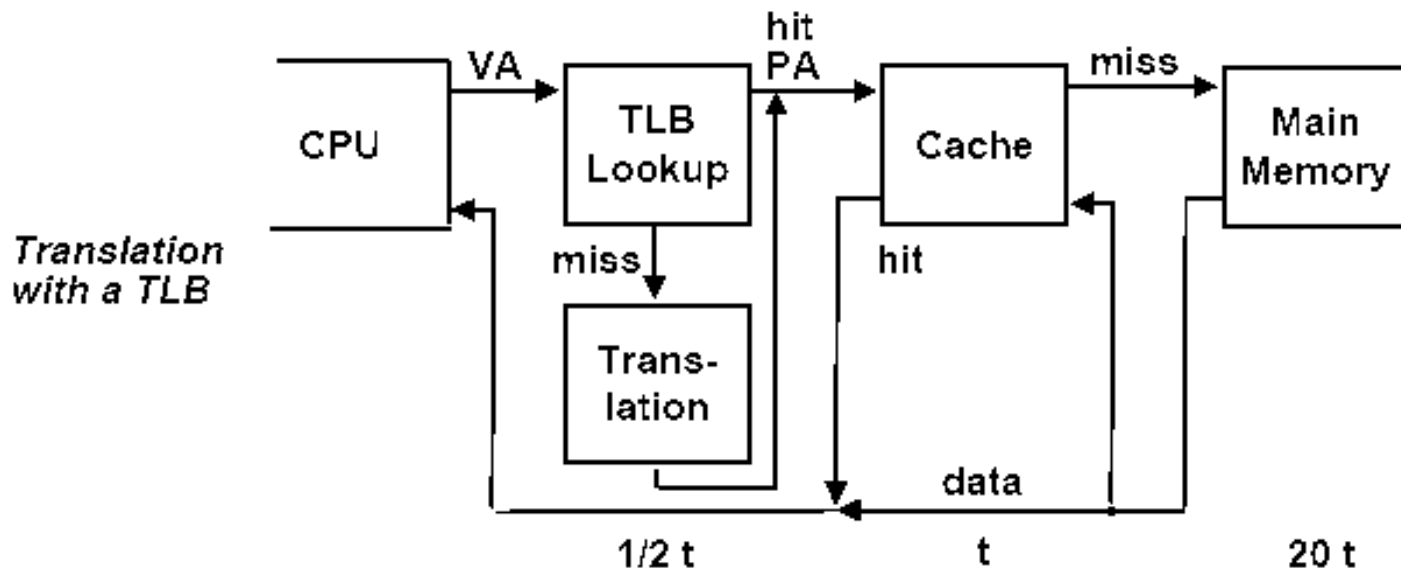 hit
VA
PA
miss
CPU
TLB
Lookup
Cache
Main
Memory
Translation
with a TLB
miss
hit
Trans-
lation
data
1/2 t
t
20 t